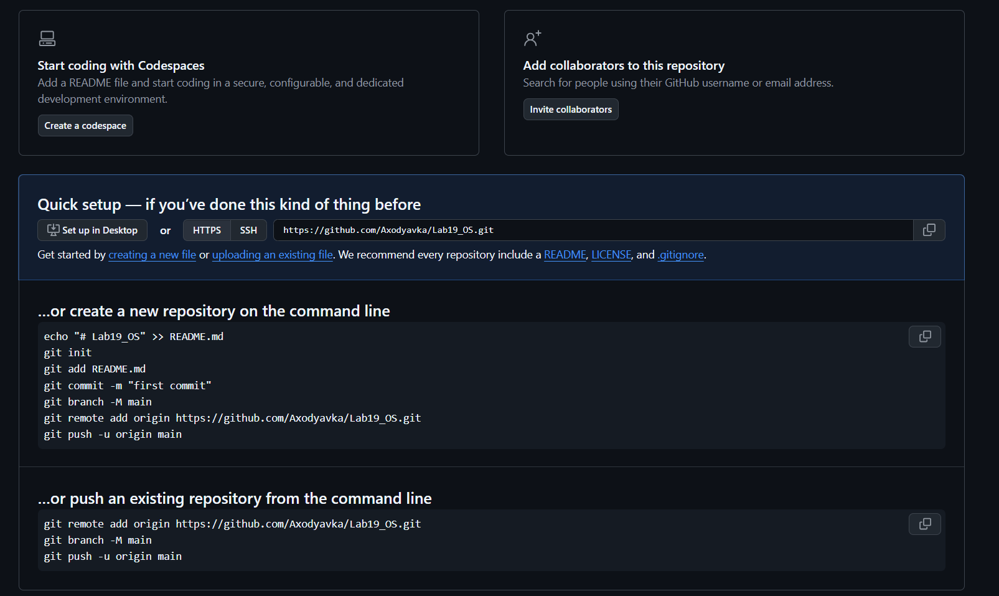 Start coding with Codespaces
Add a README file and start coding in a secure, configurable, and dedicated
development environment.
Create a codespace
Add collaborators to this repository
Search for people using their GitHub username or email address.
Invite collaborators
Quick setup — if you’ve done this kind of thing before
Set up in Desktop or HTTPS SSH https://github.com/Axodyavka/Lab19_OS.git
Get started by creating a new file or uploading an existing file. We recommend every repository include a README, LICENSE, and .gitignore.
…or create a new repository on the command line
echo "# Lab19_OS" >> README.md
git init
git add README.md
git commit -m "first commit"
git branch -M main
git remote add origin https://github.com/Axodyavka/Lab19_OS.git
git push -u origin main
…or push an existing repository from the command line
git remote add origin https://github.com/Axodyavka/Lab19_OS.git
git branch -M main
git push -u origin main